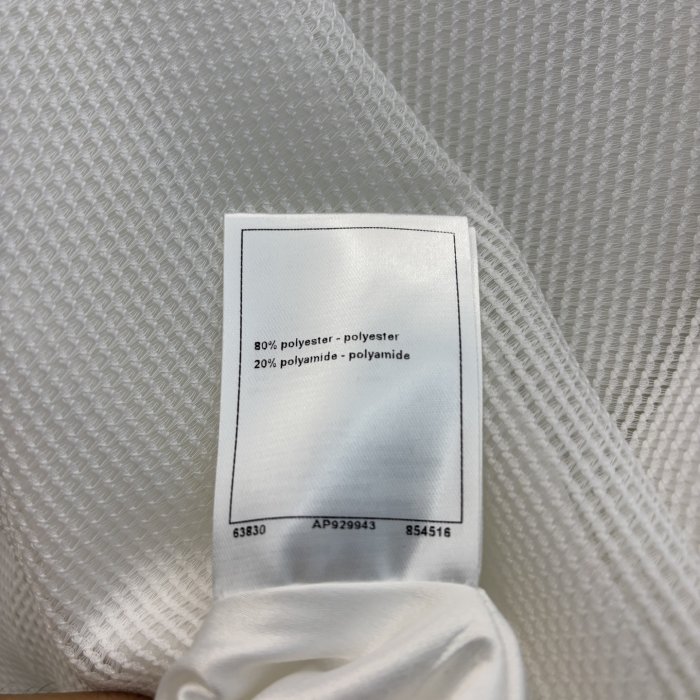 80% polyester - polyester
20% polyamide - polyamide
63830 AP929943 854516